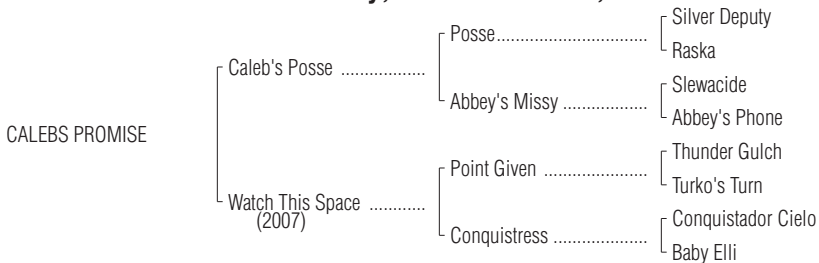 Silver Deputy
Posse..................................
Raska
Caleb's Posse ...................
Slewacide
Abbey's Missy ...................
Abbey's Phone
CALEBS PROMISE
Thunder Gulch
Point Given .......................
Turko's Turn
Watch This Space ............
(2007)
Conquistador Cielo
Conquistress .....................
Baby Elli